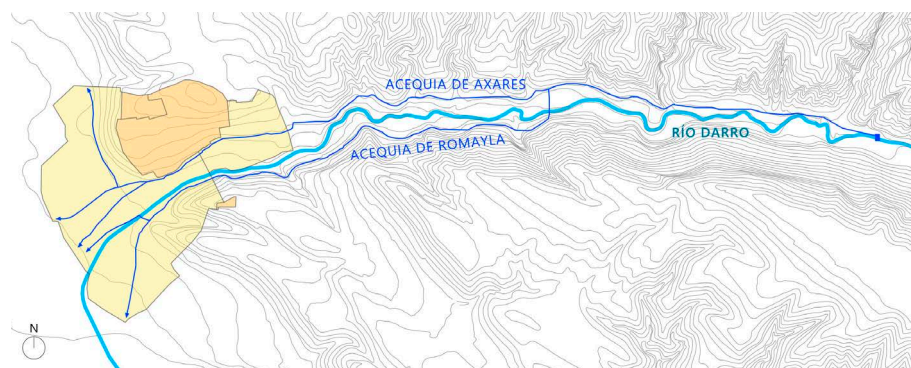 ACEQUIA DE AXARES
RÍO DARRO
ACEQUIA DE ROMAYLA
N